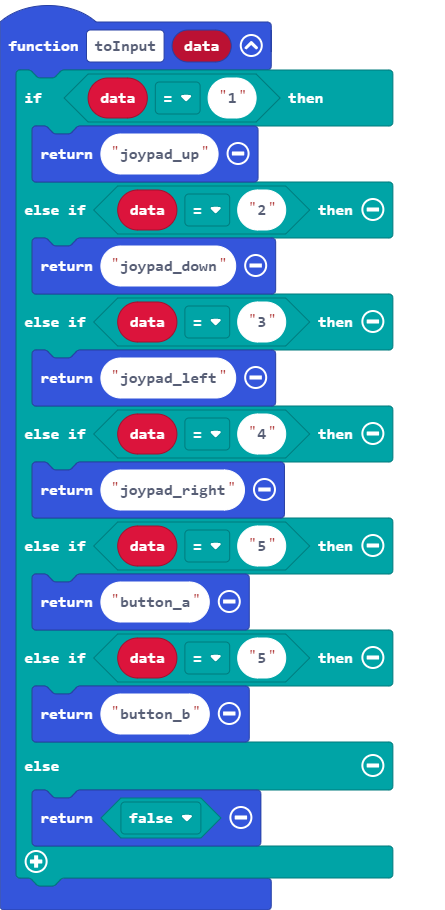 function toInput data
if data = "1" then
return "joypad_up"
else if data = "2" then
return "joypad_down"
else if data = "3" then
return "joypad_left"
else if data = "4" then
return "joypad_right"
else if data = "5" then
return "button_a"
else if data = "5" then
return "button_b"
else
return false